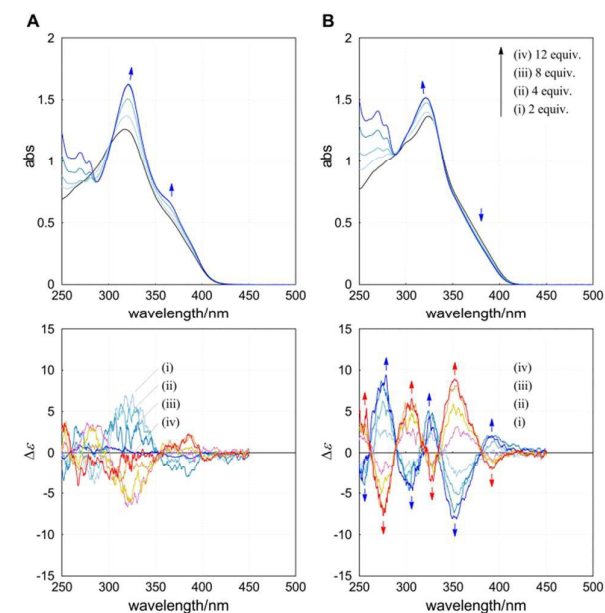 A
B
2
1.5
1
0.5
0
abs
250 300 350 400 450 500
wavelength/nm
2
1.5
1
0.5
0
abs
(iv) 12 equiv.
(iii) 8 equiv.
(ii) 4 equiv.
(i) 2 equiv.
250 300 350 400 450 500
wavelength/nm
15
10
5
0
-5
-10
-15
Δε
(i)
(ii)
(iii)
(iv)
250 300 350 400 450 500
wavelength/nm
15
10
5
0
-5
-10
-15
Δε
(iv)
(iii)
(ii)
(i)
250 300 350 400 450 500
wavelength/nm